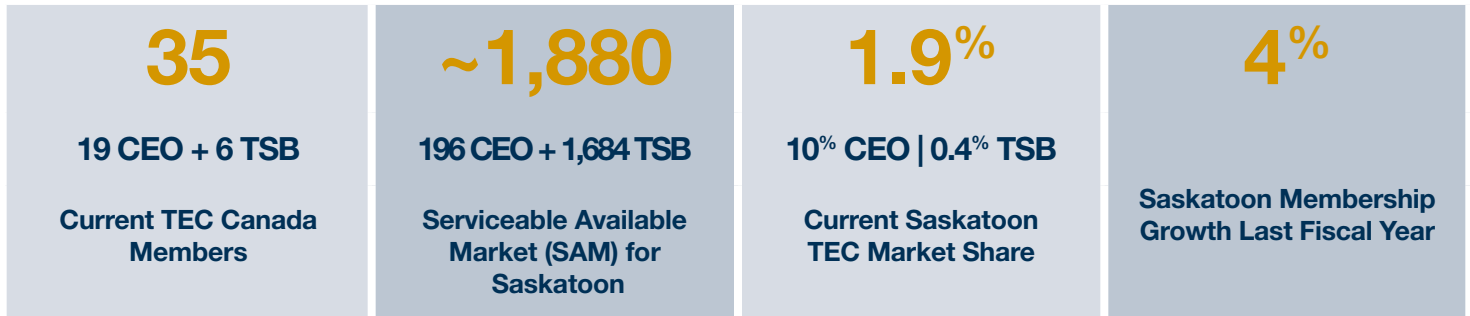 35
19 CEO + 6 TSB
Current TEC Canada
Members
~1,880
196 CEO + 1,684 TSB
Serviceable Available
Market (SAM) for
Saskatoon
1.9%
10% CEO | 0.4% TSB
Current Saskatoon
TEC Market Share
4%
Saskatoon Membership
Growth Last Fiscal Year